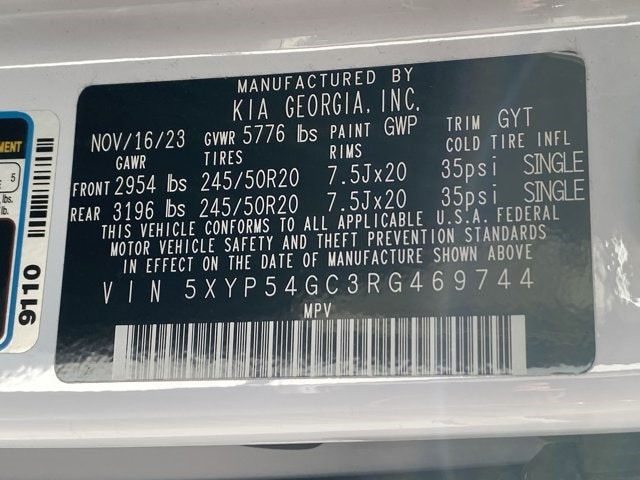 MANUFACTURED BY
KIA GEORGIA, INC.
NOV/16/23 GVWR 5776 lbs PAINT GWP TRIM GYT
GAWR TIRES RIMS COLD TIRE INFL
FRONT 2954 lbs 245/50R20 7.5Jx20 35psi SINGLE
REAR 3196 lbs 245/50R20 7.5Jx20 35psi SINGLE
THIS VEHICLE CONFORMS TO ALL APPLICABLE U.S.A. FEDERAL
MOTOR VEHICLE SAFETY AND THEFT PREVENTION STANDARDS
IN EFFECT ON THE DATE OF MANUFACTURE SHOWN ABOVE
VIN 5XYP54GC3RG469744
MPV
5
lbs.
lb.
9110